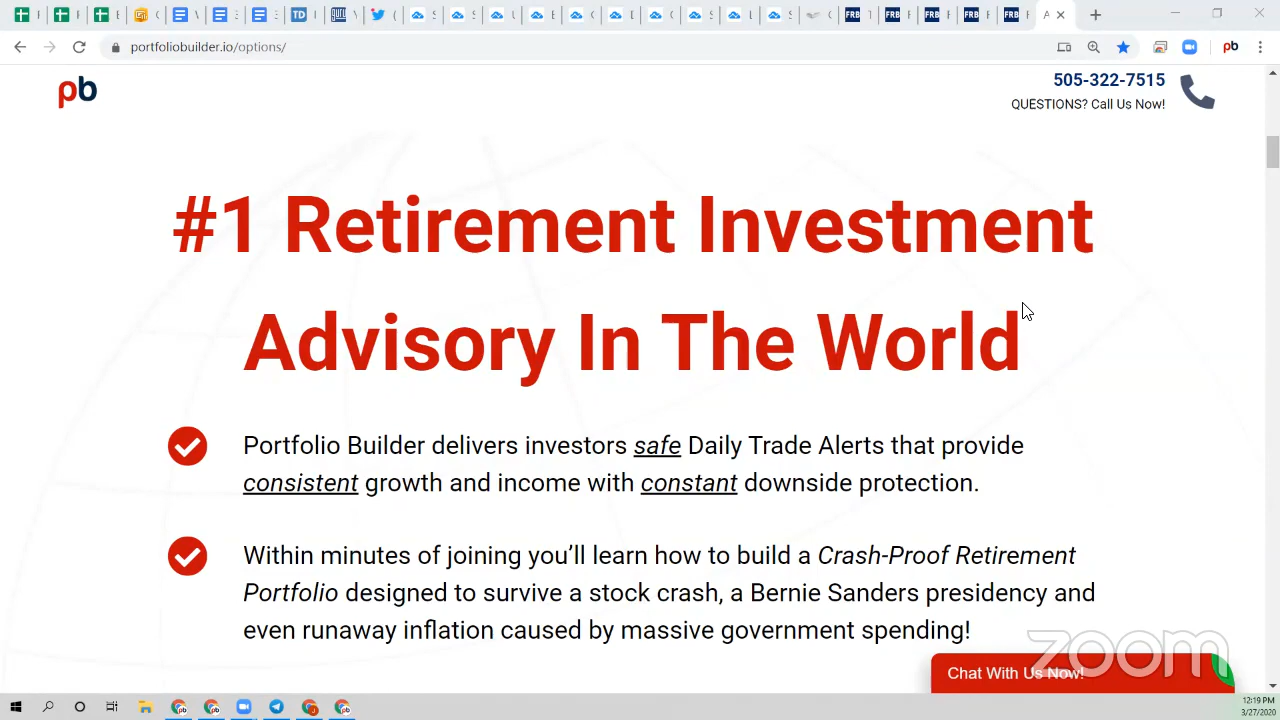 portfoliobuilder.io/options/
pb
pb
505-322-7515
QUESTIONS? Call Us Now!
#1 Retirement Investment
Advisory In The World
Portfolio Builder delivers investors safe Daily Trade Alerts that provide
consistent growth and income with constant downside protection.
Within minutes of joining you’ll learn how to build a Crash-Proof Retirement
Portfolio designed to survive a stock crash, a Bernie Sanders presidency and
even runaway inflation caused by massive government spending!
zoom
Chat With Us Now!
12:19 PM
3/27/2020